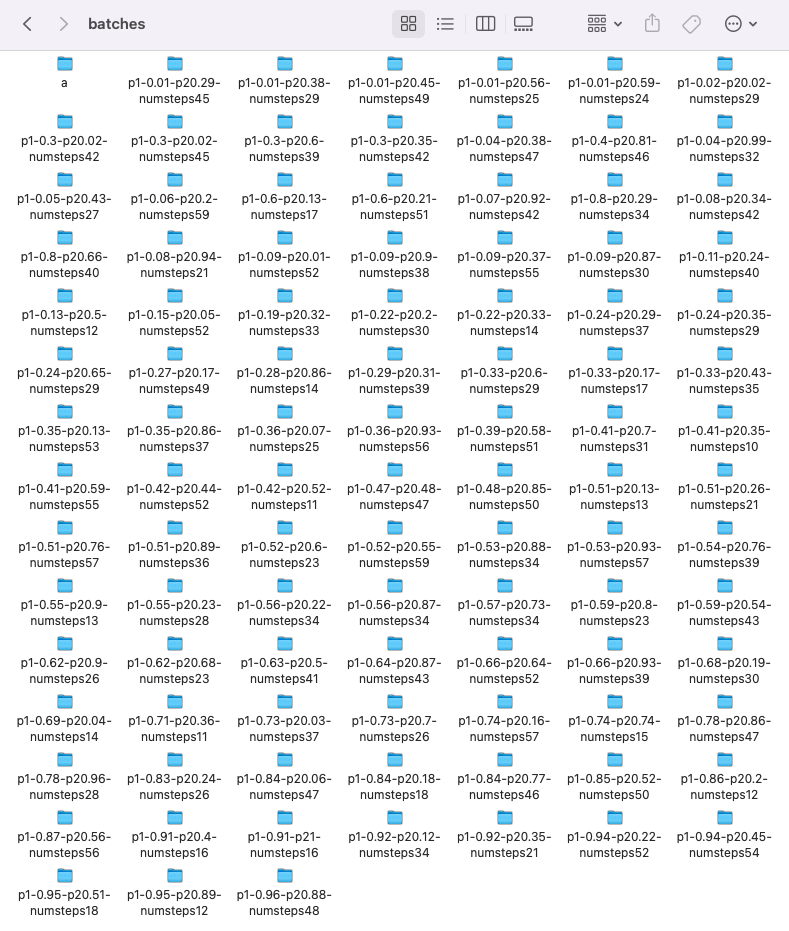 batches
a
p1-0.01-p20.29-
numsteps45
p1-0.01-p20.38-
numsteps29
p1-0.01-p20.45-
numsteps49
p1-0.01-p20.56-
numsteps25
p1-0.01-p20.59-
numsteps24
p1-0.02-p20.02-
numsteps29
p1-0.3-p20.02-
numsteps42
p1-0.3-p20.02-
numsteps45
p1-0.3-p20.6-
numsteps39
p1-0.3-p20.35-
numsteps42
p1-0.04-p20.38-
numsteps47
p1-0.4-p20.81-
numsteps46
p1-0.04-p20.99-
numsteps32
p1-0.05-p20.43-
numsteps27
p1-0.06-p20.2-
numsteps59
p1-0.6-p20.13-
numsteps17
p1-0.6-p20.21-
numsteps51
p1-0.07-p20.92-
numsteps42
p1-0.8-p20.29-
numsteps34
p1-0.08-p20.34-
numsteps42
p1-0.8-p20.66-
numsteps40
p1-0.08-p20.94-
numsteps21
p1-0.09-p20.01-
numsteps52
p1-0.09-p20.9-
numsteps38
p1-0.09-p20.37-
numsteps55
p1-0.09-p20.87-
numsteps30
p1-0.11-p20.24-
numsteps40
p1-0.13-p20.5-
numsteps12
p1-0.15-p20.05-
numsteps52
p1-0.19-p20.32-
numsteps33
p1-0.22-p20.2-
numsteps30
p1-0.22-p20.33-
numsteps14
p1-0.24-p20.29-
numsteps37
p1-0.24-p20.35-
numsteps29
p1-0.24-p20.65-
numsteps29
p1-0.27-p20.17-
numsteps49
p1-0.28-p20.86-
numsteps14
p1-0.29-p20.31-
numsteps39
p1-0.33-p20.6-
numsteps29
p1-0.33-p20.17-
numsteps17
p1-0.33-p20.43-
numsteps35
p1-0.35-p20.13-
numsteps53
p1-0.35-p20.86-
numsteps37
p1-0.36-p20.07-
numsteps25
p1-0.36-p20.93-
numsteps56
p1-0.39-p20.58-
numsteps51
p1-0.41-p20.7-
numsteps31
p1-0.41-p20.35-
numsteps10
p1-0.41-p20.59-
numsteps55
p1-0.42-p20.44-
numsteps52
p1-0.42-p20.52-
numsteps11
p1-0.47-p20.48-
numsteps47
p1-0.48-p20.85-
numsteps50
p1-0.51-p20.13-
numsteps13
p1-0.51-p20.26-
numsteps21
p1-0.51-p20.76-
numsteps57
p1-0.51-p20.89-
numsteps36
p1-0.52-p20.6-
numsteps23
p1-0.52-p20.55-
numsteps59
p1-0.53-p20.88-
numsteps34
p1-0.53-p20.93-
numsteps57
p1-0.54-p20.76-
numsteps39
p1-0.55-p20.9-
numsteps13
p1-0.55-p20.23-
numsteps28
p1-0.56-p20.22-
numsteps34
p1-0.56-p20.87-
numsteps34
p1-0.57-p20.73-
numsteps34
p1-0.59-p20.8-
numsteps23
p1-0.59-p20.54-
numsteps43
p1-0.62-p20.9-
numsteps26
p1-0.62-p20.68-
numsteps23
p1-0.63-p20.5-
numsteps41
p1-0.64-p20.87-
numsteps43
p1-0.66-p20.64-
numsteps52
p1-0.66-p20.93-
numsteps39
p1-0.68-p20.19-
numsteps30
p1-0.69-p20.04-
numsteps14
p1-0.71-p20.36-
numsteps11
p1-0.73-p20.03-
numsteps37
p1-0.73-p20.7-
numsteps26
p1-0.74-p20.16-
numsteps57
p1-0.74-p20.74-
numsteps15
p1-0.78-p20.86-
numsteps47
p1-0.78-p20.96-
numsteps28
p1-0.83-p20.24-
numsteps26
p1-0.84-p20.06-
numsteps47
p1-0.84-p20.18-
numsteps18
p1-0.84-p20.77-
numsteps46
p1-0.85-p20.52-
numsteps50
p1-0.86-p20.2-
numsteps12
p1-0.87-p20.56-
numsteps56
p1-0.91-p20.4-
numsteps16
p1-0.91-p21-
numsteps16
p1-0.92-p20.12-
numsteps34
p1-0.92-p20.35-
numsteps21
p1-0.94-p20.22-
numsteps52
p1-0.94-p20.45-
numsteps54
p1-0.95-p20.51-
numsteps18
p1-0.95-p20.89-
numsteps12
p1-0.96-p20.88-
numsteps48